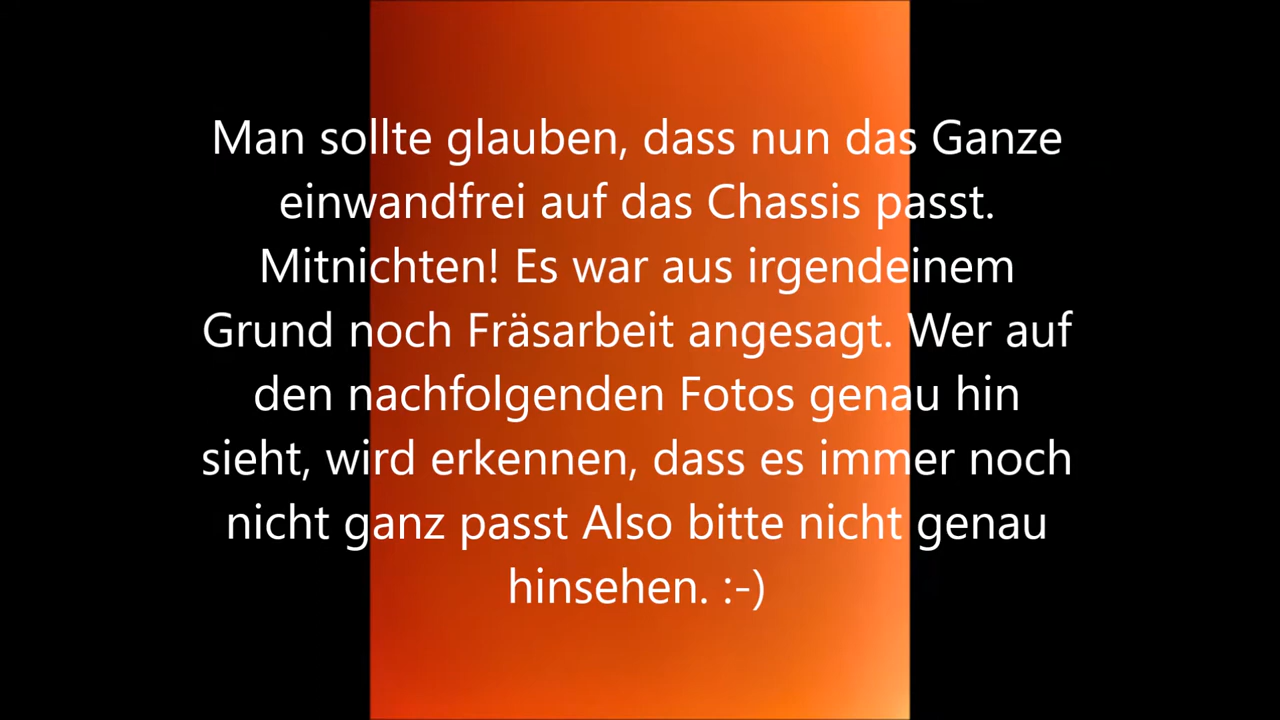 Man sollte glauben, dass nun das Ganze
einwandfrei auf das Chassis passt.
Mitnichten! Es war aus irgendeinem
Grund noch Fräsarbeit angesagt. Wer auf
den nachfolgenden Fotos genau hin
sieht, wird erkennen, dass es immer noch
nicht ganz passt Also bitte nicht genau
hinsehen. :-)